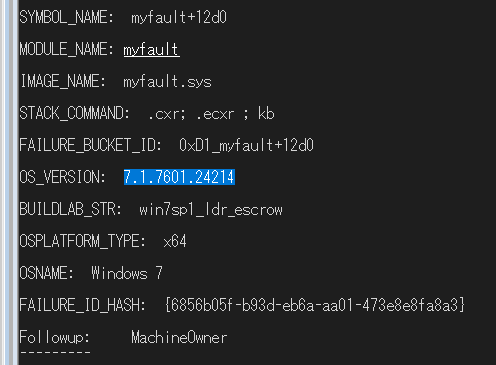 SYMBOL_NAME:  myfault+12d0
MODULE_NAME: myfault
IMAGE_NAME:  myfault.sys
STACK_COMMAND:  .cxr; .ecxr ; kb
FAILURE_BUCKET_ID:  0xD1_myfault+12d0
OS_VERSION:  7.1.7601.24214
BUILDLAB_STR:  win7sp1_ldr_escrow
OSPLATFORM_TYPE:  x64
OSNAME:  Windows 7
FAILURE_ID_HASH:  {6856b05f-b93d-eb6a-aa01-473e8e8fa8a3}
Followup:     MachineOwner
---------